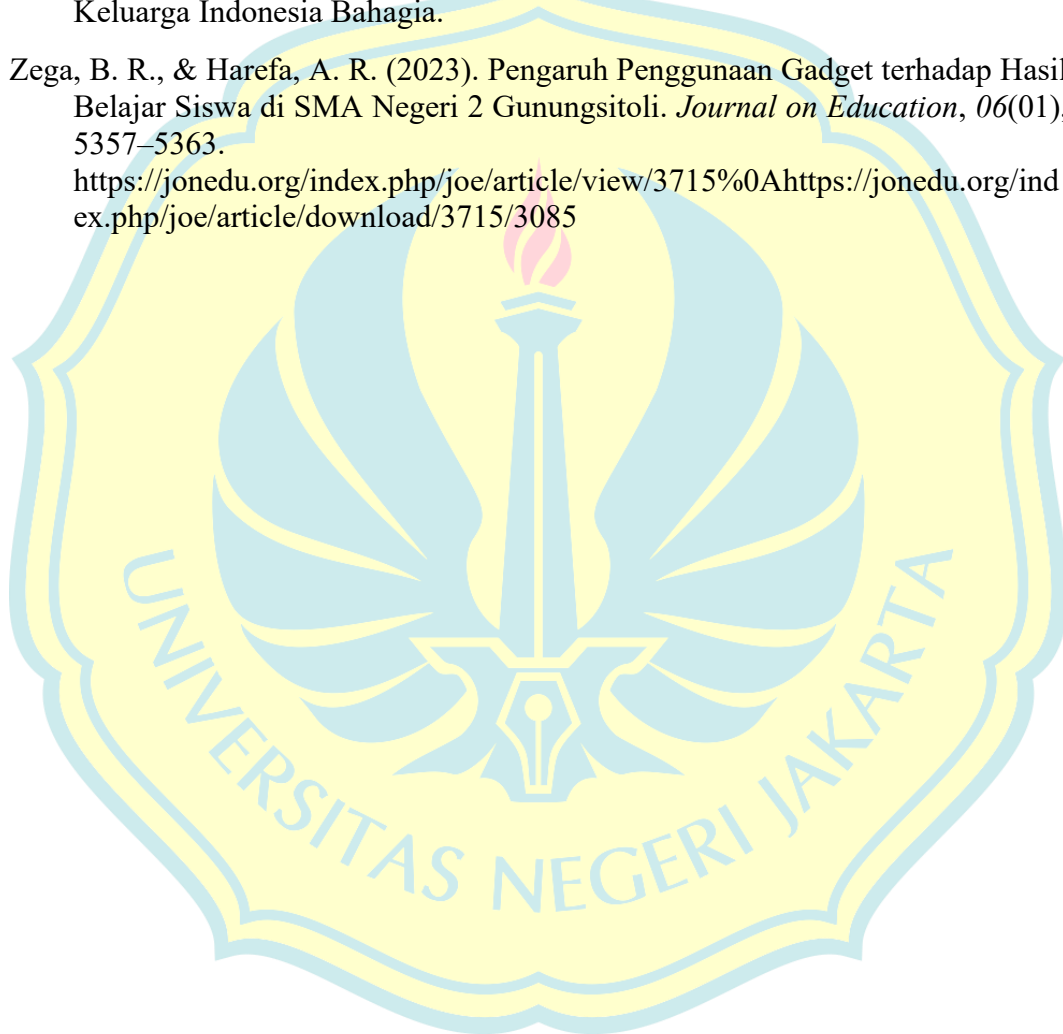 Keluarga Indonesia Bahagia.
Zega, B. R., & Harefa, A. R. (2023). Pengaruh Penggunaan Gadget terhadap Hasil
Belajar Siswa di SMA Negeri 2 Gunungsitoli. Journal on Education, 06(01),
5357–5363.
https://jonedu.org/index.php/joe/article/view/3715%0Ahttps://jonedu.org/ind
ex.php/joe/article/download/3715/3085
UNIVERSITAS NEGERI JAKARTA